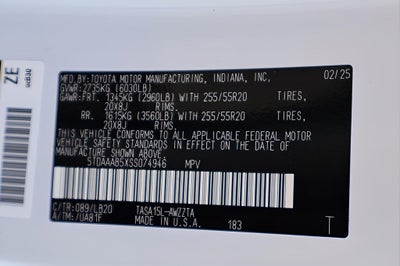 ZE
MFD.BY:TOYOTA MOTOR MANUFACTURING, INDIANA, INC. 02/25
GVWR: 2735KG (6030LB)
GAWR:FRT. 1345KG (2960LB) WITH 255/55R20 TIRES,
20X8J RIMS,
RR. 1615KG (3560LB) WITH 255/55R20 TIRES,
20X8J RIMS.
THIS VEHICLE CONFORMS TO ALL APPLICABLE FEDERAL MOTOR
VEHICLE SAFETY STANDARDS IN EFFECT ON THE DATE OF
MANUFACTURE SHOWN ABOVE.
5TDAAAB5XSS074946 MPV
C/TR:089/LB20 TASA15L-AWZZTA
A/TM:/UA81F MADE IN U.S.A. 183 T